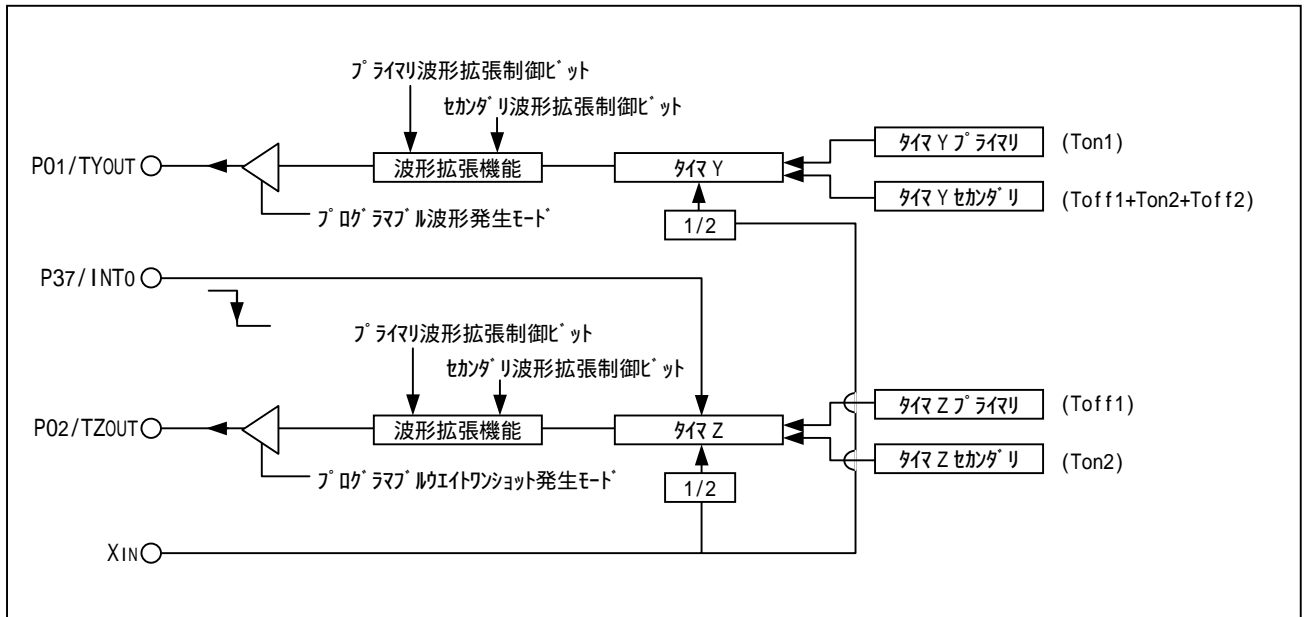 プライマリ波形拡張制御ビット
セカンダリ波形拡張制御ビット
P01/TYOUT
波形拡張機能
タイマ Y
タイマ Y プライマリ
(Ton1)
タイマ Y セカンダリ
(Toff1+Ton2+Toff2)
プログラマブル波形発生モード
1/2
P37/INT0
プライマリ波形拡張制御ビット
セカンダリ波形拡張制御ビット
P02/TZOUT
波形拡張機能
タイマ Z
タイマ Z プライマリ
(Toff1)
タイマ Z セカンダリ
(Ton2)
プログラマブルウエイトワンショット発生モード
1/2
XIN